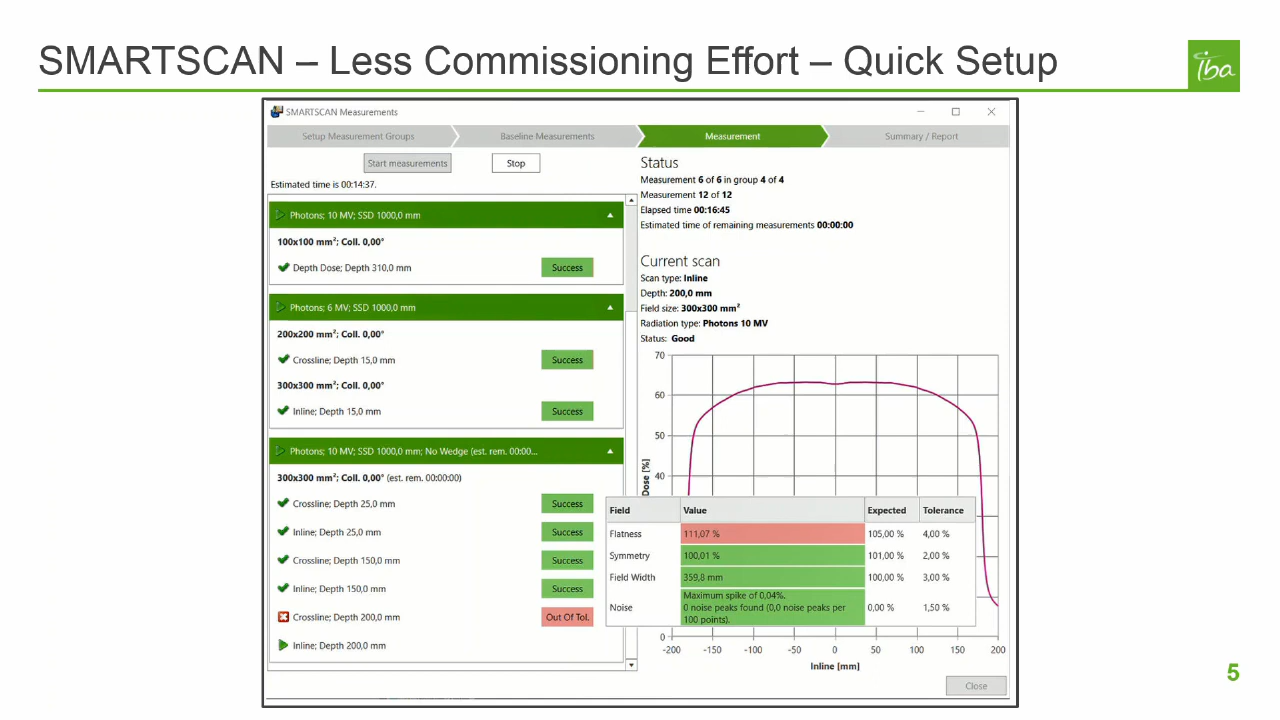 SMARTSCAN – Less Commissioning Effort – Quick Setup
iba
SMARTSCAN Measurements
Setup Measurement Groups
Baseline Measurements
Measurement
Summary / Report
Start measurements
Stop
Estimated time is 00:14:37.
Photons; 10 MV; SSD 1000,0 mm
100x100 mm²; Coll. 0,00°
Depth Dose; Depth 310,0 mm
Success
Photons; 6 MV; SSD 1000,0 mm
200x200 mm²; Coll. 0,00°
Crossline; Depth 15,0 mm
Success
300x300 mm²; Coll. 0,00°
Inline; Depth 15,0 mm
Success
Photons; 10 MV; SSD 1000,0 mm; No Wedge (est. rem. 00:00...
300x300 mm²; Coll. 0,00° (est. rem. 00:00:00)
Crossline; Depth 25,0 mm
Success
Inline; Depth 25,0 mm
Success
Crossline; Depth 150,0 mm
Success
Inline; Depth 150,0 mm
Success
Crossline; Depth 200,0 mm
Out Of Tol.
Inline; Depth 200,0 mm
Status
Measurement 6 of 6 in group 4 of 4
Measurement 12 of 12
Elapsed time 00:16:45
Estimated time of remaining measurements 00:00:00
Current scan
Scan type: Inline
Depth: 200,0 mm
Field size: 300x300 mm²
Radiation type: Photons 10 MV
Status: Good
70
60
50
40
0
Dose [%]
Field Value Expected Tolerance
Flatness 111,07 % 105,00 % 4,00 %
Symmetry 100,01 % 101,00 % 2,00 %
Field Width 359,8 mm 100,00 % 3,00 %
Noise
Maximum spike of 0,04%.
0 noise peaks found (0,0 noise peaks per
100 points).
0,00 % 1,50 %
-200 -150 -100 -50 0 50 100 150 200
Inline [mm]
Close
5